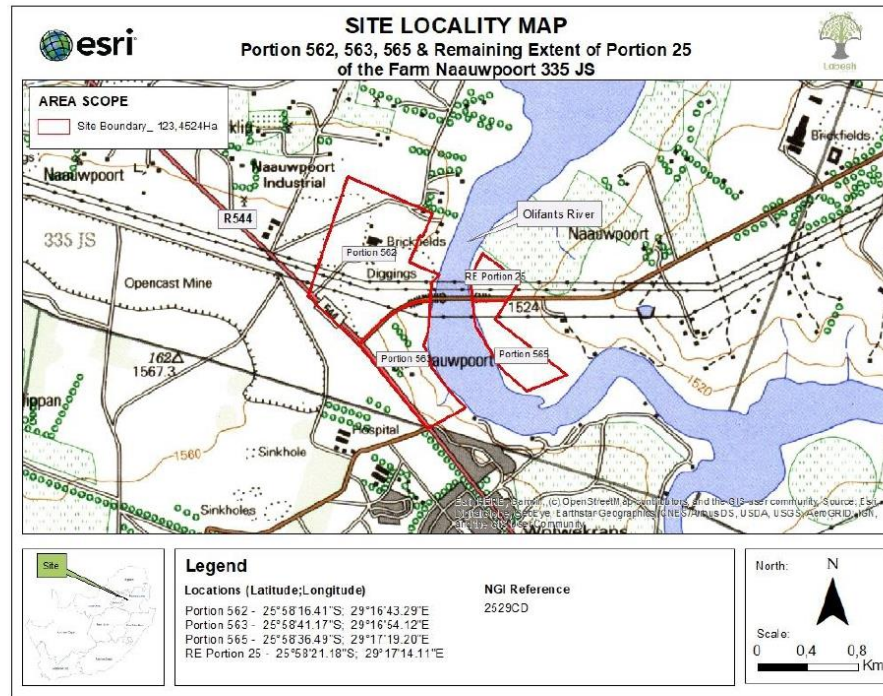 esri
SITE LOCALITY MAP
Portion 562, 563, 565 & Remaining Extent of Portion 25
of the Farm Naauwpoort 335 JS
AREA SCOPE
Site Boundary_ 123,4524Ha
Brickfields
Naauwpoort
Naauwpoort
Industrial
R544
Olifants River
Naauwpoort
335 JS
Portion 562
Brickfields
Diggings
RE Portion 25
Opencast Mine
1524
162
1567.3
Portion 563
Portion 565
1520
Hospital
1560
Sinkhole
Sinkholes
Site
Legend
Locations (Latitude;Longitude)
Portion 562 - 25°58'16.41"S; 29°16'43.29"E
Portion 563 - 25°58'41.17"S; 29°16'54.12"E
Portion 565 - 25°58'36.49"S; 29°17'19.20"E
RE Portion 25 - 25°58'21.18"S; 29°17'14.11"E
NGI Reference
2529CD
North:
N
Scale:
0 0,4 0,8
Km